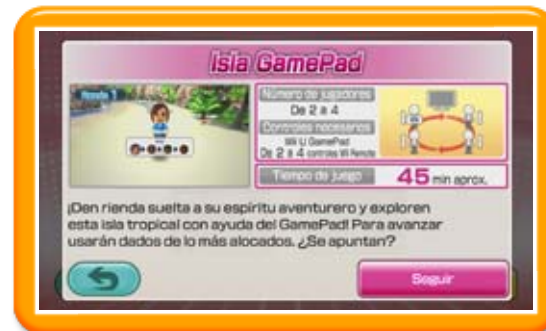 Isla GamePad
Ronda 1
Número de jugadores
De 2 a 4
Controles necesarios
Wii U GamePad
De 2 a 4 controles Wii Remote
Tiempo de juego
45 min aprox.
¡Den rienda suelta a su espíritu aventurero y exploren
esta isla tropical con ayuda del GamePad! Para avanzar
usarán dados de lo más alocados. ¿Se apuntan?
Seguir